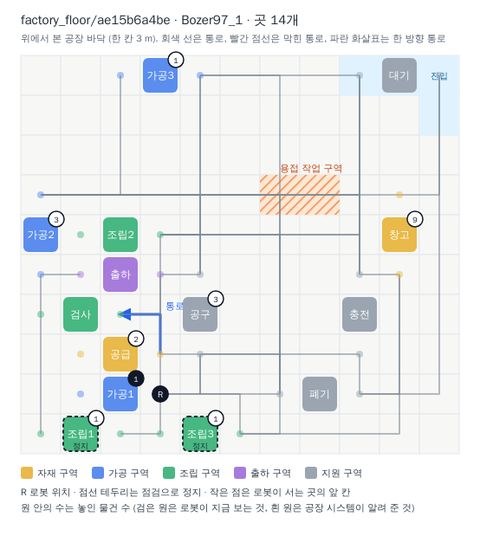 factory_floor/ae15b6a4be · Bozer97_1 · 곳 14개
위에서 본 공장 바닥 (한 칸 3 m). 회색 선은 통로, 빨간 점선은 막힌 통로, 파란 화살표는 한 방향 통로
가공3 1 대기 전립
용접 작업 구역
가공2 3 조립2 창고 9
출하
검사 통로 공구 3 충전
공급 2
가공1 1 R 폐기
조립1 1 정지 조립3 1 정지
자재 구역 가공 구역 조립 구역 출하 구역 지원 구역
R 로봇 위치 · 점선 테두리는 점검으로 정지 · 작은 점은 로봇이 서는 곳의 앞 칸
원 안의 수는 놓인 물건 수 (검은 원은 로봇이 지금 보는 것, 흰 원은 공장 시스템이 알려 준 것)